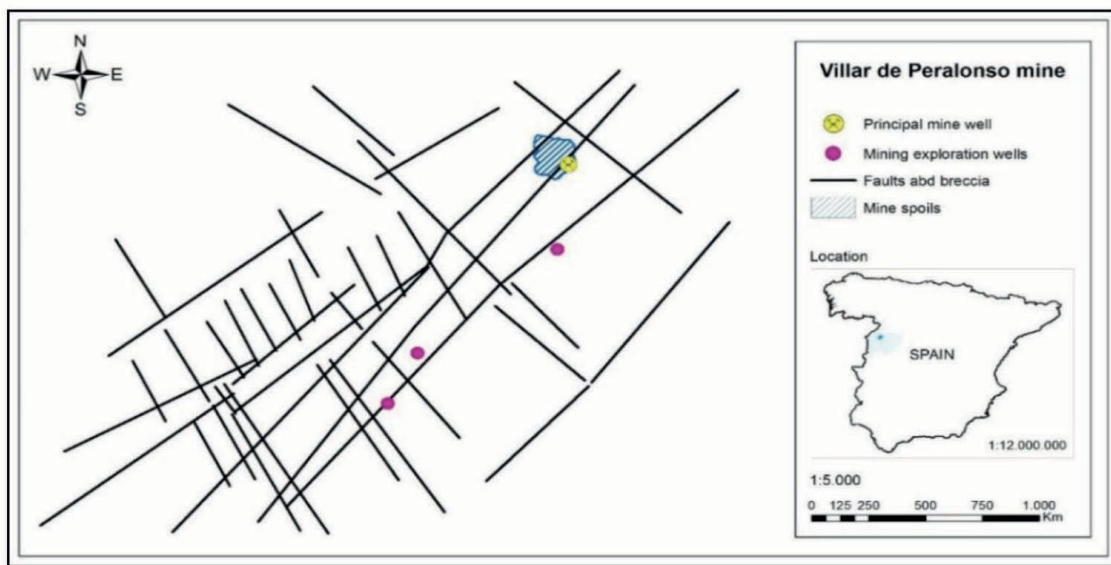 N
W E
S
Villar de Peralonso mine
Principal mine well
Mining exploration wells
Faults abd breccia
Mine spoils
Location
SPAIN
1:12.000.000
1:5.000
0 125 250 500 750 1.000
Km